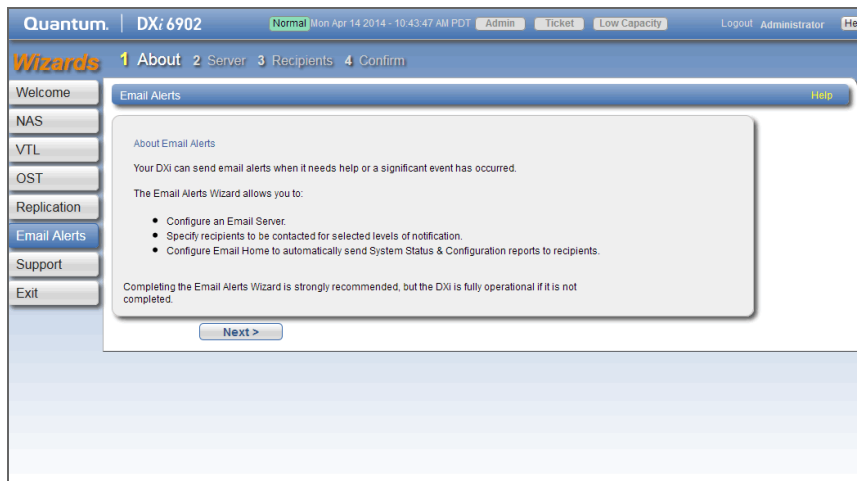 Quantum. DXi 6902 Normal Mon Apr 14 2014 - 10:43:47 AM PDT Admin Ticket Low Capacity Logout Administrator
Wizards 1 About 2 Server 3 Recipients 4 Confirm
Welcome
NAS
VTL
OST
Replication
Email Alerts
Support
Exit
Email Alerts Help
About Email Alerts
Your DXi can send email alerts when it needs help or a significant event has occurred.
The Email Alerts Wizard allows you to:
• Configure an Email Server.
• Specify recipients to be contacted for selected levels of notification.
• Configure Email Home to automatically send System Status & Configuration reports to recipients.
Completing the Email Alerts Wizard is strongly recommended, but the DXi is fully operational if it is not
completed.
Next >